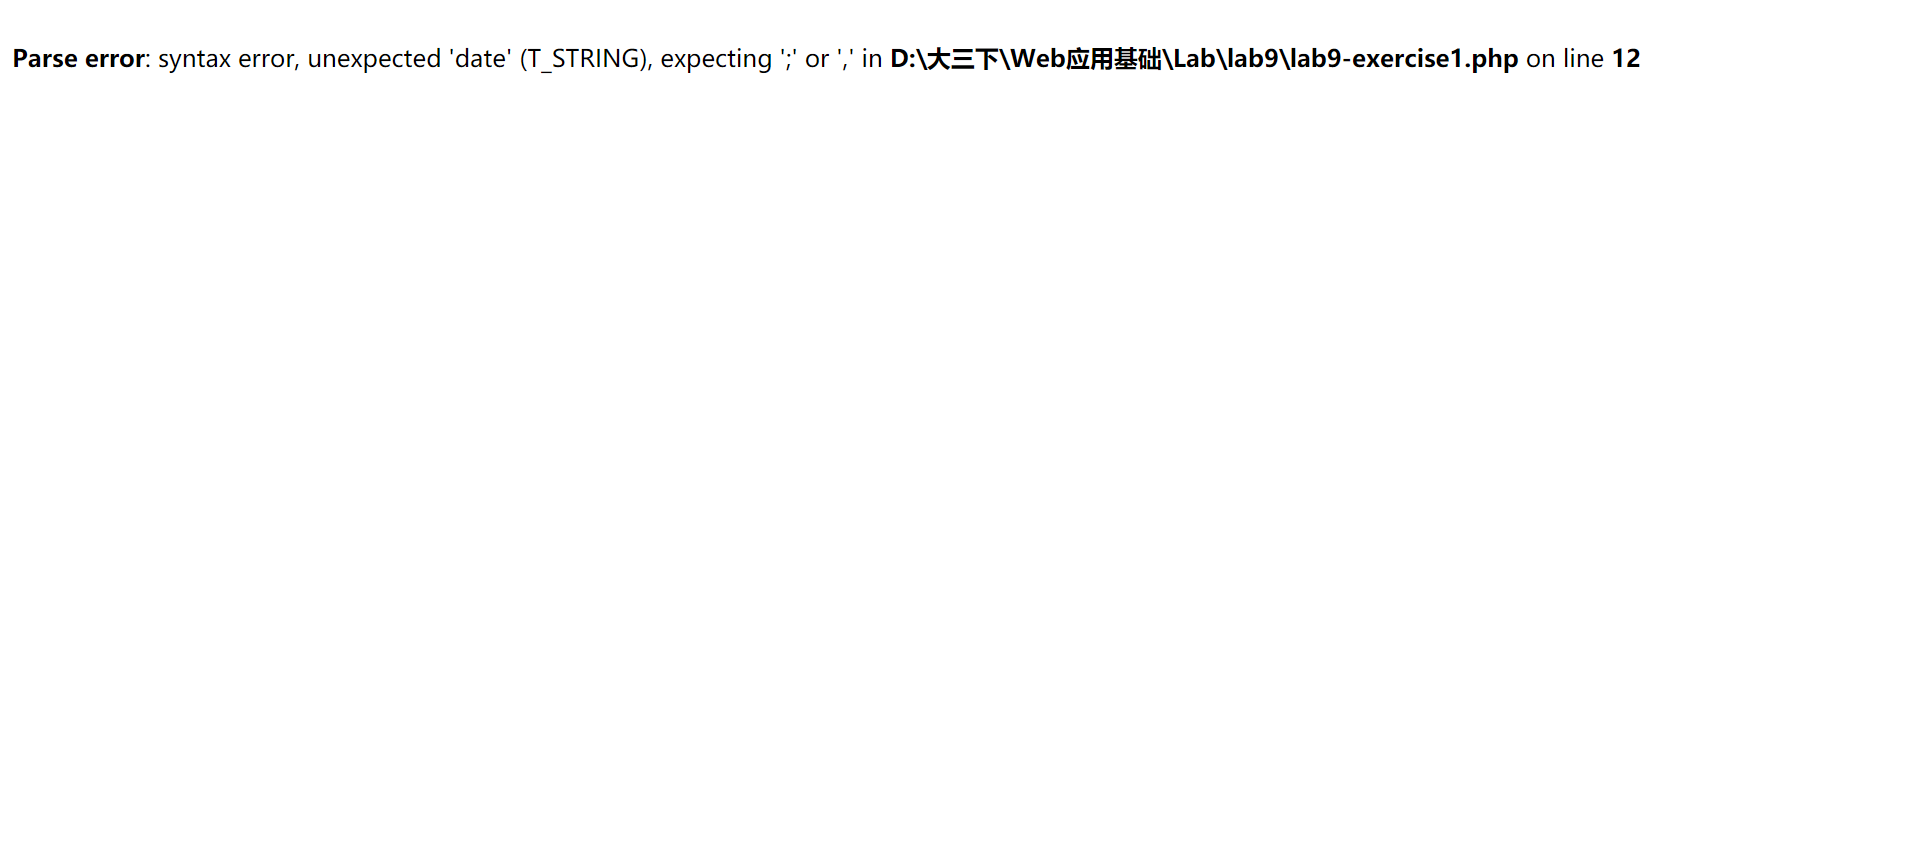 Parse error: syntax error, unexpected 'date' (T_STRING), expecting ';' or ',' in D:\大三下\Web应用基础\Lab\lab9\lab9-exercise1.php on line 12